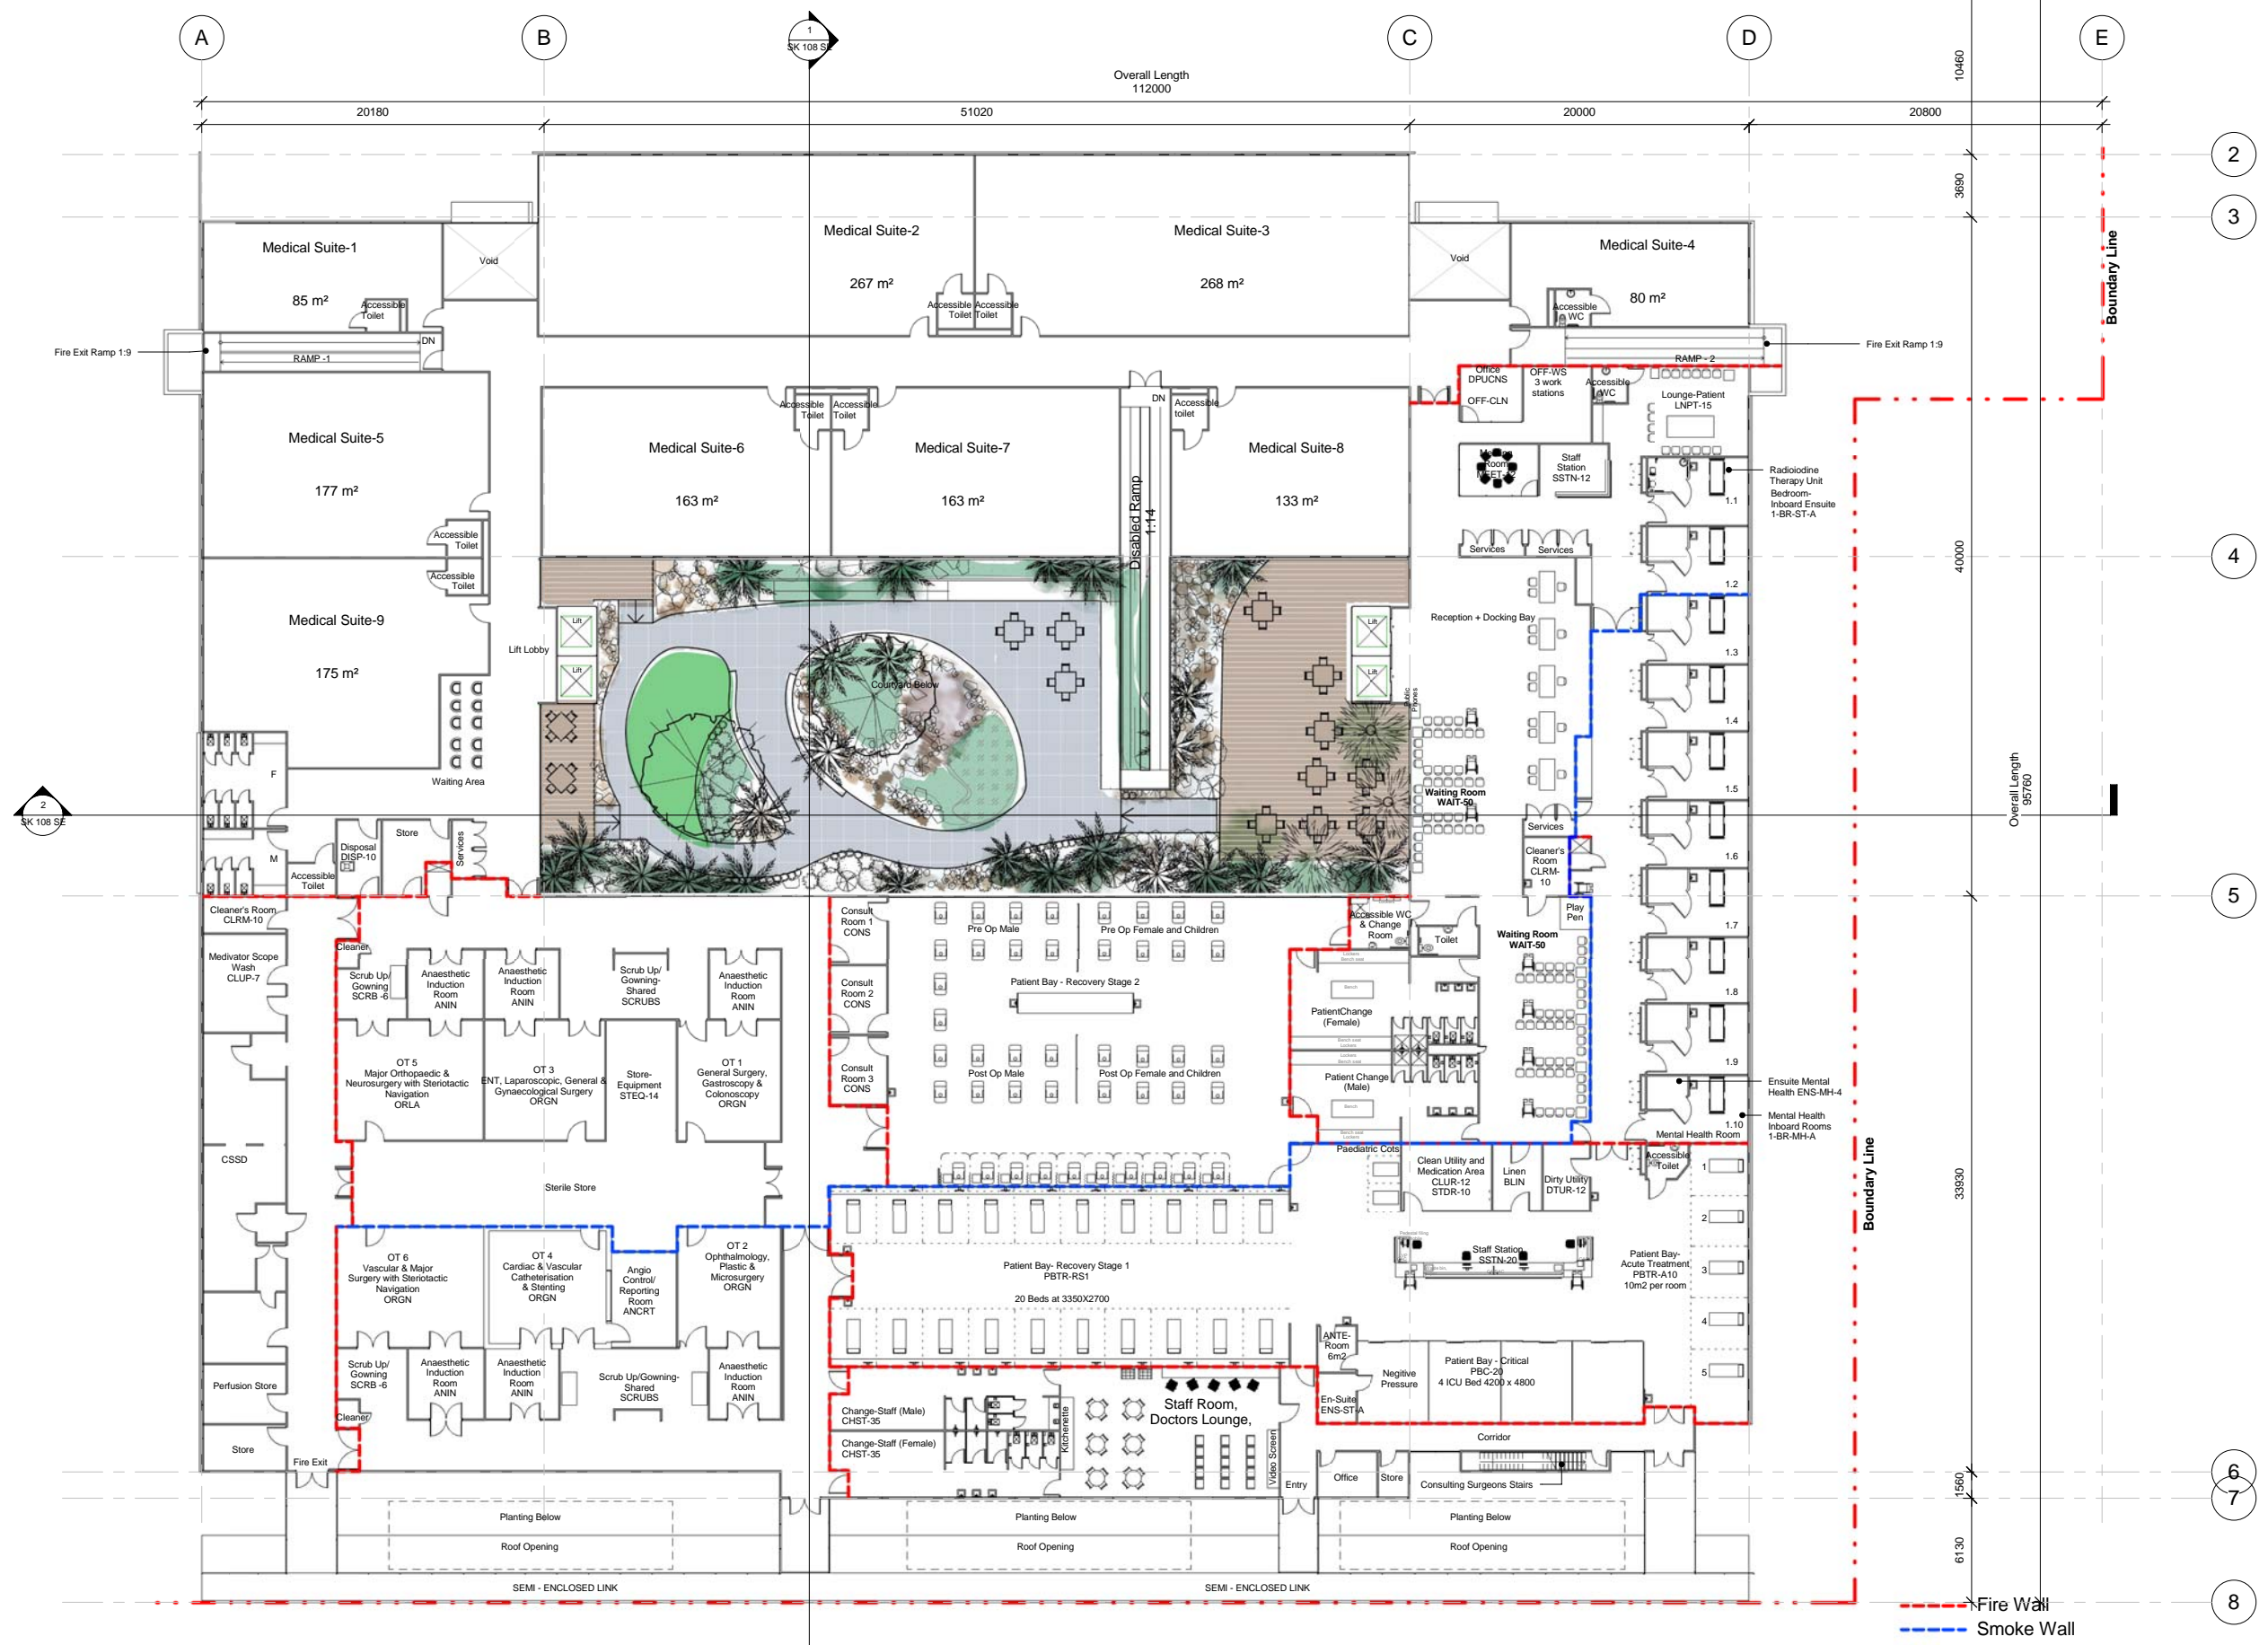 A
B
1
SK 108 SE
C
D
E
Overall Length
112000
20180
51020
20000
20800
10460
2
3690
3
Medical Suite-1
85 m²
Accessible
Toilet
Void
Medical Suite-2
267 m²
Accessible
Toilet
Accessible
Toilet
Medical Suite-3
268 m²
Void
Medical Suite-4
80 m²
Accessible
WC
Boundary Line
Fire Exit Ramp 1:9
RAMP -1
DN
RAMP - 2
Fire Exit Ramp 1:9
Medical Suite-5
177 m²
Accessible
Toilet
Medical Suite-6
163 m²
Accessible
Toilet
Accessible
Toilet
Medical Suite-7
163 m²
DN
Disabled Ramp
1:14
Accessible
toilet
Medical Suite-8
133 m²
Office
DPUCNS
OFF-CLN
OFF-WS
3 work
stations
Accessible
WC
Lounge-Patient
LNPT-15
Staff
Station
SSTN-12
Radioiodine
Therapy Unit
Bedroom-
Inboard Ensuite
1-BR-ST-A
1.1
Services
Services
1.2
4
40000
Accessible
Toilet
Medical Suite-9
175 m²
Lift Lobby
Lift
Lift
Courtyard Below
Lift
Lift
Public
Phones
Reception + Docking Bay
1.3
1.4
1.5
1.6
1.7
1.8
1.9
1.10
Waiting Area
F
M
2
SK 108 SE
Waiting Room
WAIT-50
Overall Length
95760
Disposal
DISP-10
Store
Services
Accessible
Toilet
Services
Cleaner's
Room
CLRM-
10
Play
Pen
5
Cleaner's Room
CLRM-10
Cleaner
Medivator Scope
Wash
CLUP-7
Scrub Up/
Gowning
SCRB -6
Anaesthetic
Induction
Room
ANIN
Anaesthetic
Induction
Room
ANIN
Scrub Up/
Gowning-
Shared
SCRUBS
Anaesthetic
Induction
Room
ANIN
Consult
Room 1
CONS
Consult
Room 2
CONS
Consult
Room 3
CONS
Pre Op Male
Pre Op Female and Children
Patient Bay - Recovery Stage 2
Post Op Male
Post Op Female and Children
Accessible WC
& Change
Room
Toilet
Waiting Room
WAIT-50
Lockers
Bench seat
Bench
PatientChange
(Female)
Bench seat
Lockers
Lockers
Bench seat
Patient Change
(Male)
Bench
Bench seat
Lockers
OT 5
Major Orthopaedic &
Neurosurgery with Steriotactic
Navigation
ORLA
OT 3
ENT, Laparoscopic, General &
Gynaecological Surgery
ORGN
Store-
Equipment
STEQ-14
OT 1
General Surgery,
Gastroscopy &
Colonoscopy
ORGN
Ensuite Mental
Health ENS-MH-4
Mental Health
Inboard Rooms
1-BR-MH-A
Mental Health Room
CSSD
Sterile Store
Paediatric Cots
Clean Utility and
Medication Area
CLUR-12
STDR-10
Linen
BLIN
Dirty Utility
DTUR-12
Accessible
Toilet
1
2
3
4
5
33930
Boundary Line
OT 6
Vascular & Major
Surgery with Steriotactic
Navigation
ORGN
OT 4
Cardiac & Vascular
Catheterisation
& Stenting
ORGN
Angio
Control/
Reporting
Room
ANCRT
OT 2
Ophthalmology,
Plastic &
Microsurgery
ORGN
Patient Bay- Recovery Stage 1
PBTR-RS1
20 Beds at 3350X2700
Staff Station
SSTN-20
Patient Bay-
Acute Treatment
PBTR-A10
10m2 per room
Scrub Up/
Gowning
SCRB -6
Anaesthetic
Induction
Room
ANIN
Anaesthetic
Induction
Room
ANIN
Scrub Up/Gowning-
Shared
SCRUBS
Anaesthetic
Induction
Room
ANIN
ANTE-
Room
6m2
Negitive
Pressure
Patient Bay - Critical
PBC-20
4 ICU Bed 4200 x 4800
En-Suite
ENS-ST-A
Perfusion Store
Cleaner
Store
Fire Exit
Change-Staff (Male)
CHST-35
Change-Staff (Female)
CHST-35
Kitchenette
Staff Room,
Doctors Lounge,
Video Screen
Entry
Corridor
Office
Store
Consulting Surgeons Stairs
6
1560
7
Planting Below
Roof Opening
Planting Below
Roof Opening
Planting Below
Roof Opening
6130
SEMI - ENCLOSED LINK
SEMI - ENCLOSED LINK
8
Fire Wall
Smoke Wall